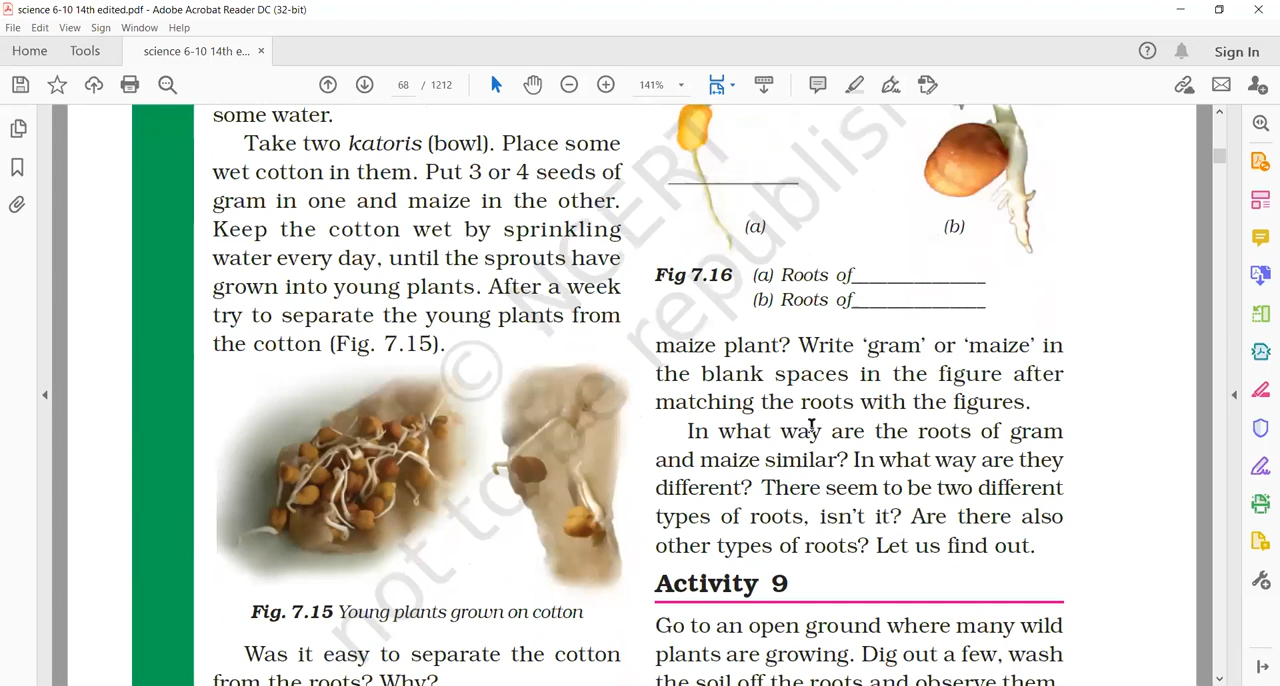 science 6-10 14th edited.pdf - Adobe Acrobat Reader DC (32-bit)
File Edit View Sign Window Help
Home Tools science 6-10 14th e... × Sign In
68 / 1212 141%
some water.
Take two katoris (bowl). Place some
wet cotton in them. Put 3 or 4 seeds of
gram in one and maize in the other.
Keep the cotton wet by sprinkling
water every day, until the sprouts have
grown into young plants. After a week
try to separate the young plants from
the cotton (Fig. 7.15).
Fig. 7.15 Young plants grown on cotton
Was it easy to separate the cotton
from the roots? Why?
(a) (b)
Fig 7.16 (a) Roots of______________
(b) Roots of______________
maize plant? Write ‘gram’ or ‘maize’ in
the blank spaces in the figure after
matching the roots with the figures.
In what way are the roots of gram
and maize similar? In what way are they
different? There seem to be two different
types of roots, isn’t it? Are there also
other types of roots? Let us find out.
Activity 9
Go to an open ground where many wild
plants are growing. Dig out a few, wash
the soil off the roots and observe them.
© NCERT
not to be republish